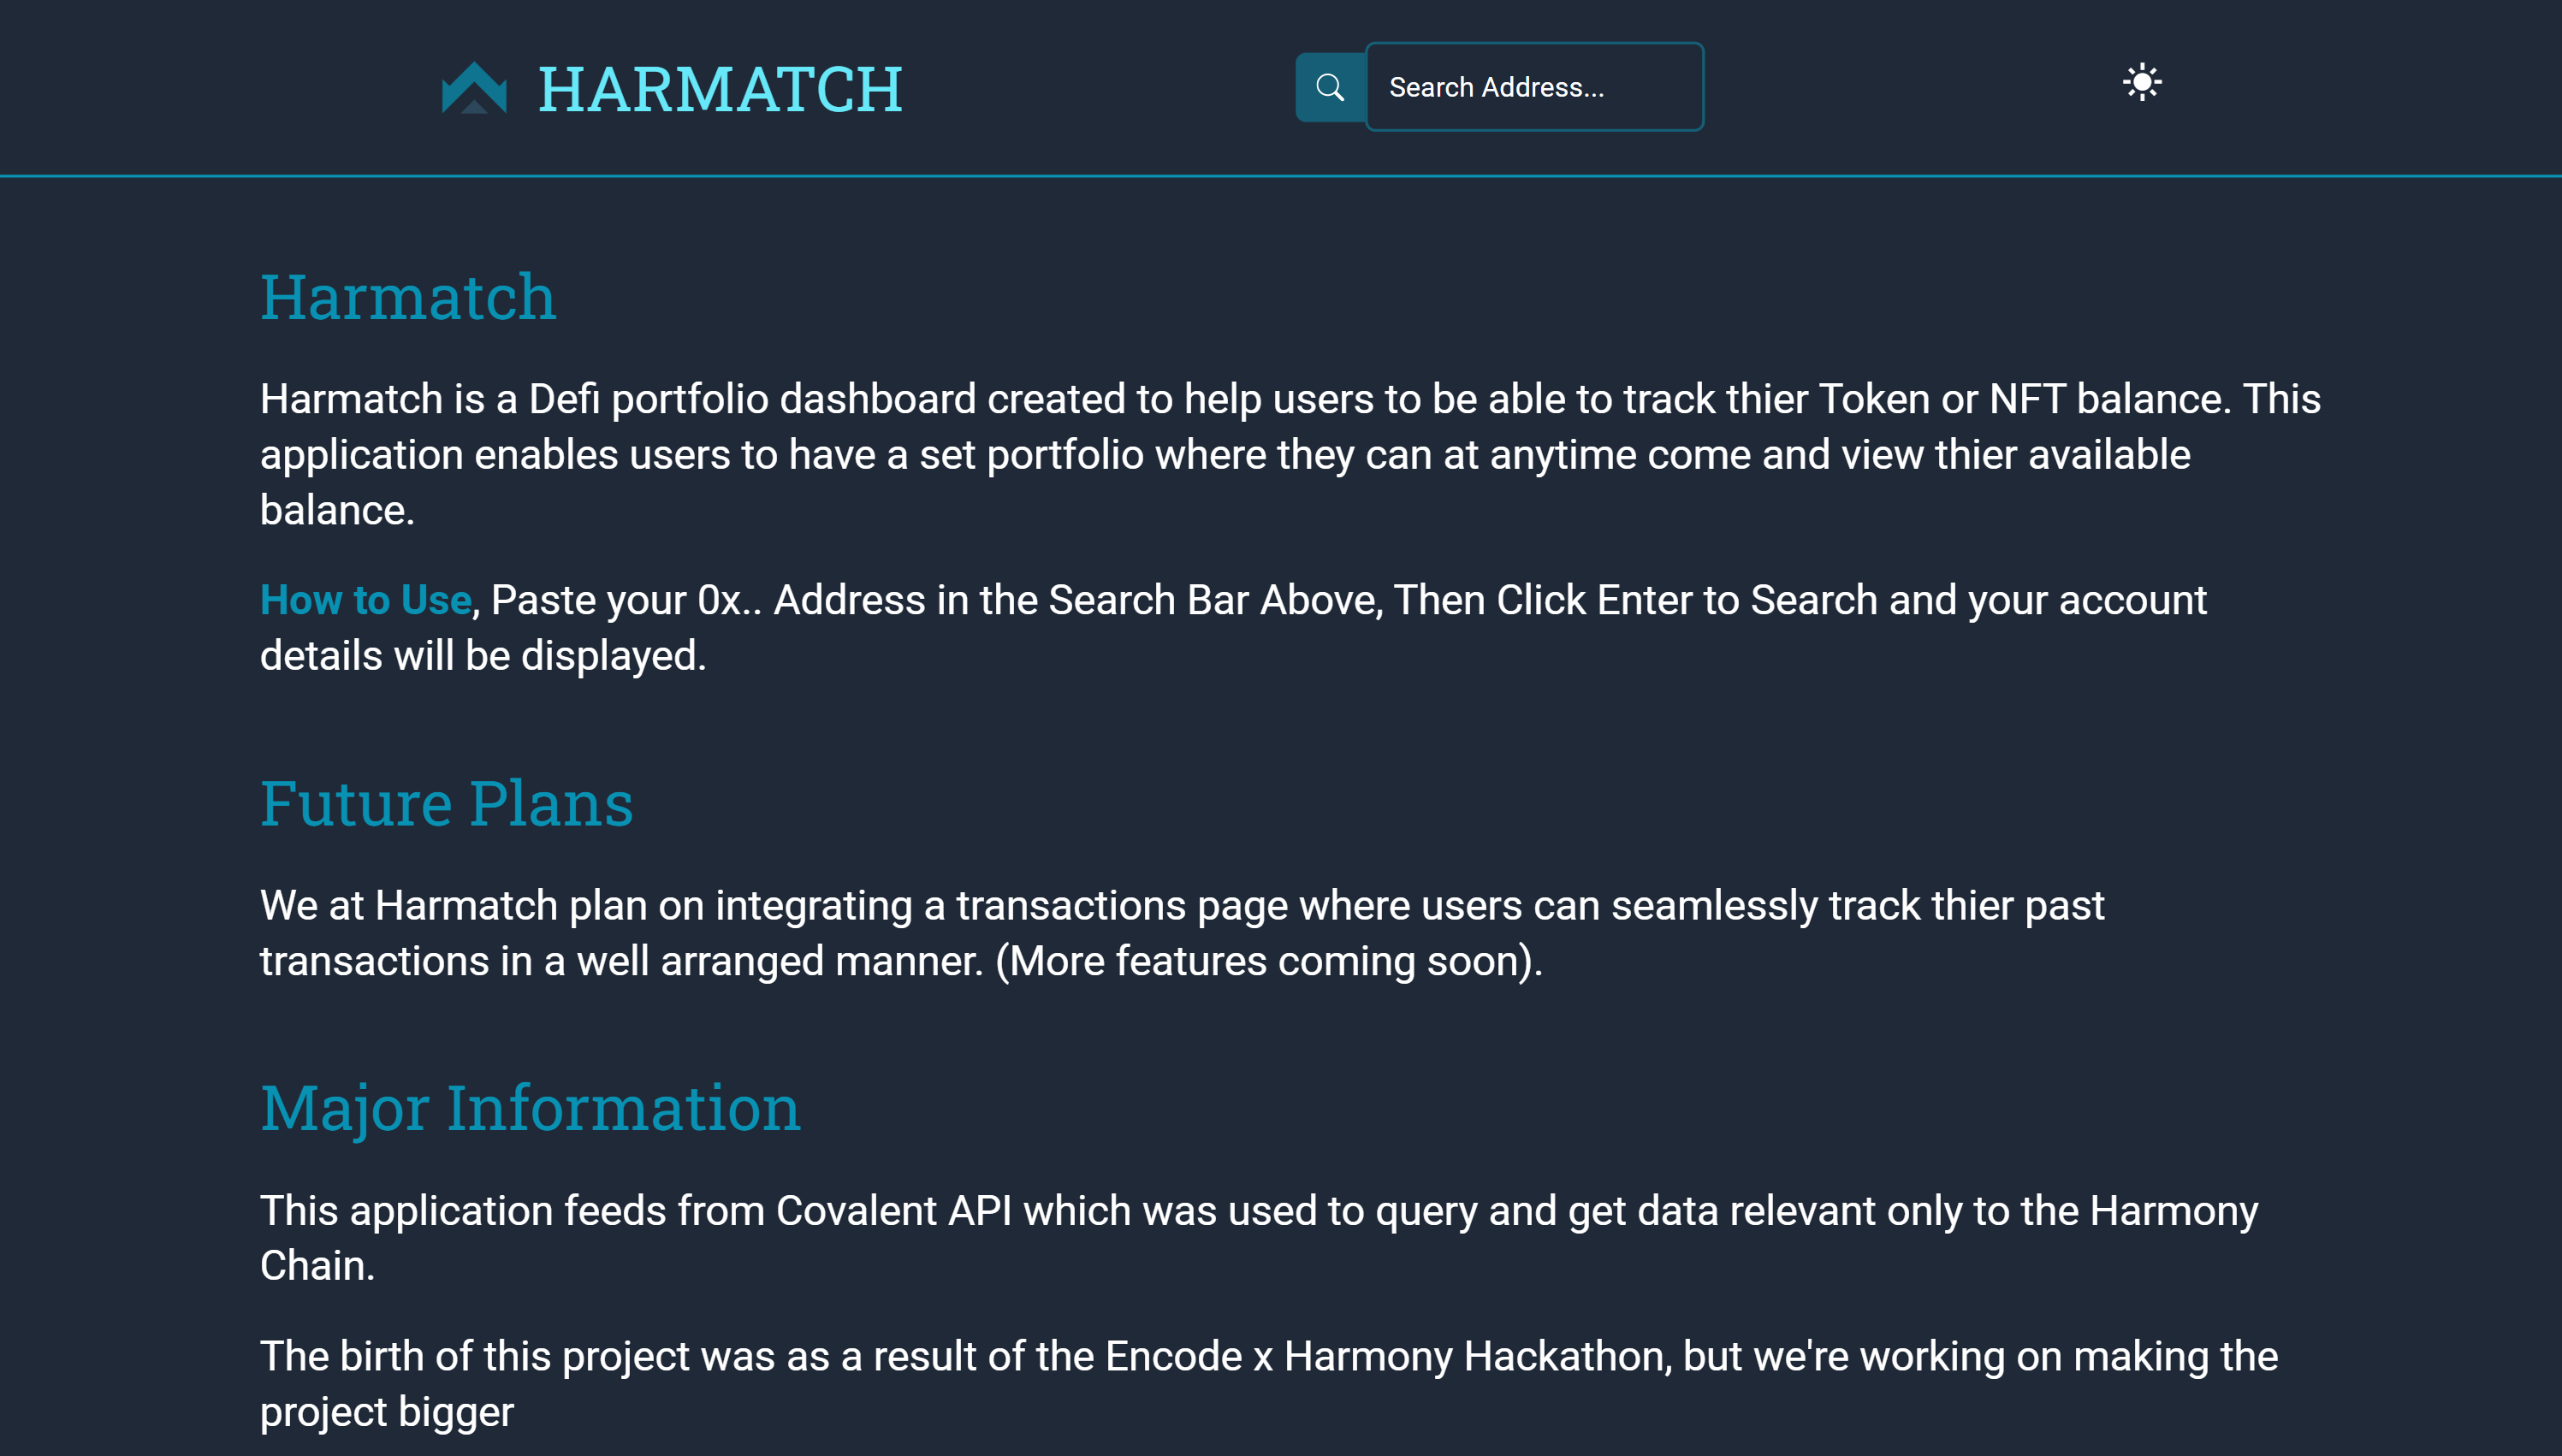 HARMATCH
Search Address...
Harmatch
Harmatch is a Defi portfolio dashboard created to help users to be able to track thier Token or NFT balance. This
application enables users to have a set portfolio where they can at anytime come and view thier available
balance.
How to Use, Paste your 0x.. Address in the Search Bar Above, Then Click Enter to Search and your account
details will be displayed.
Future Plans
We at Harmatch plan on integrating a transactions page where users can seamlessly track thier past
transactions in a well arranged manner. (More features coming soon).
Major Information
This application feeds from Covalent API which was used to query and get data relevant only to the Harmony
Chain.
The birth of this project was as a result of the Encode x Harmony Hackathon, but we're working on making the
project bigger